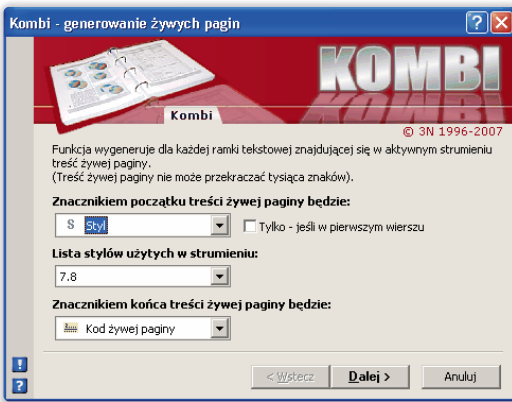 Kombi - generowanie żywych pagin
KOMBI
Kombi
© 3N 1996-2007
Funkcja wygeneruje dla każdej ramki tekstowej znajdującej się w aktywnym strumieniu
treść żywej paginy.
(Treść żywej paginy nie może przekraczać tysiąca znaków).
Znacznikiem początku treści żywej paginy będzie:
S Styl
Tylko - jeśli w pierwszym wierszu
Lista stylów użytych w strumieniu:
7.8
Znacznikiem końca treści żywej paginy będzie:
Kod żywej paginy
< Wstecz
Dalej >
Anuluj